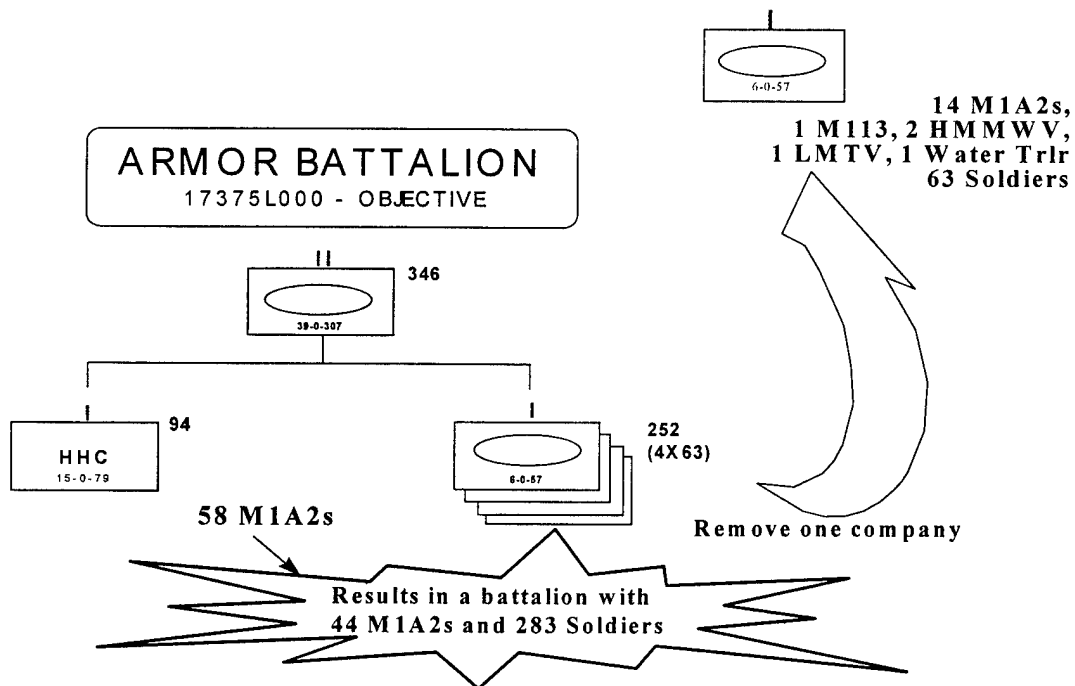 I
6-0-57
14 M1A2s,
1 M113, 2 HMMWV,
1 LMTV, 1 Water Trlr
63 Soldiers
ARMOR BATTALION
17375L000 - OBJECTIVE
II
346
39-0-307
I
94
HHC
15-0-79
I
252
(4X63)
6-0-57
Remove one company
58 M1A2s
Results in a battalion with
44 M1A2s and 283 Soldiers